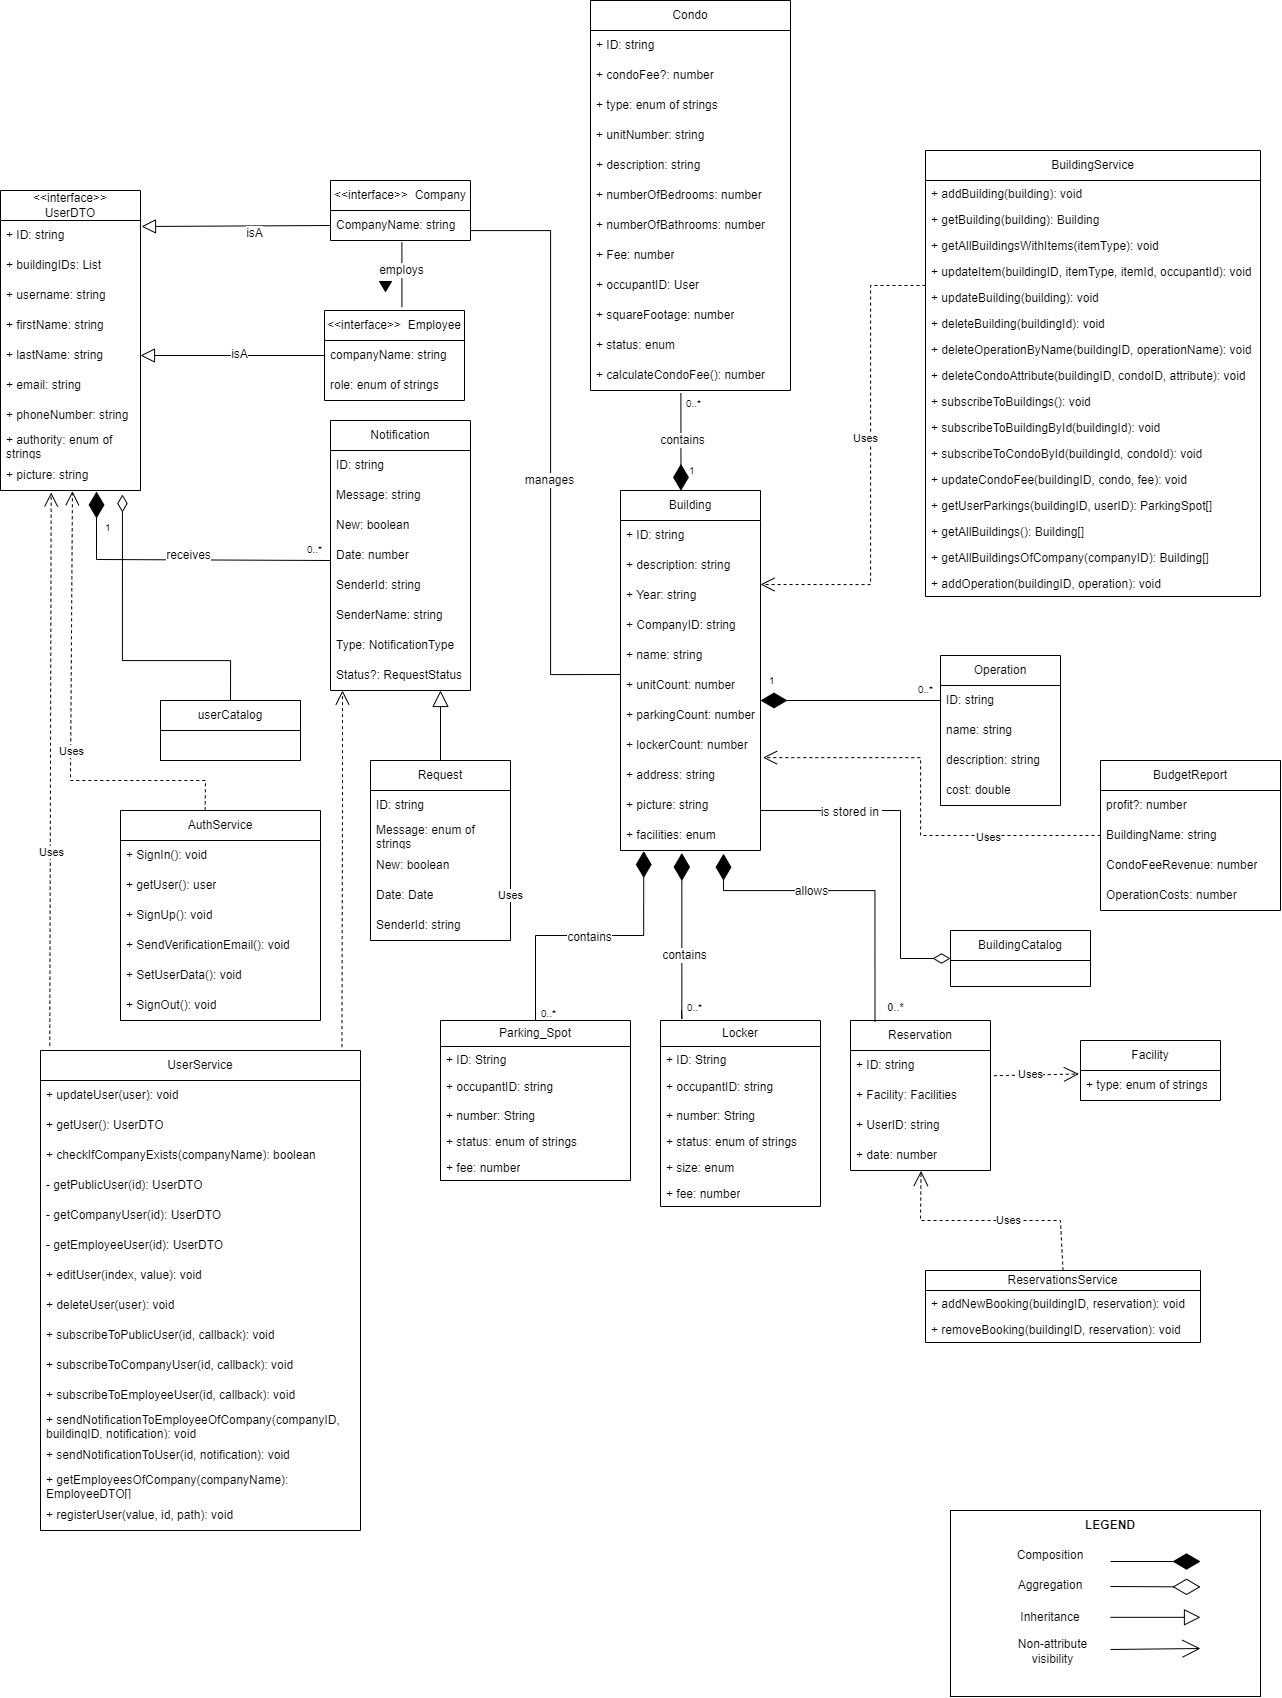 Condo
+ ID: string
+ condoFee?: number
+ type: enum of strings
+ unitNumber: string
+ description: string
+ numberOfBedrooms: number
+ numberOfBathrooms: number
+ Fee: number
+ occupantID: User
+ squareFootage: number
+ status: enum
+ calculateCondoFee(): number
0..*
contains
1
BuildingService
+ addBuilding(building): void
+ getBuilding(building): Building
+ getAllBuildingsWithItems(itemType): void
+ updateItem(buildingID, itemType, itemId, occupantId): void
+ updateBuilding(building): void
+ deleteBuilding(buildingId): void
+ deleteOperationByName(buildingID, operationName): void
+ deleteCondoAttribute(buildingID, condoID, attribute): void
+ subscribeToBuildings(): void
+ subscribeToBuildingById(buildingId): void
+ subscribeToCondoById(buildingId, condoId): void
+ updateCondoFee(buildingID, condo, fee): void
+ getUserParkings(buildingID, userID): ParkingSpot[]
+ getAllBuildings(): Building[]
+ getAllBuildingsOfCompany(companyID): Building[]
+ addOperation(buildingID, operation): void
Uses
<<interface>>
UserDTO
+ ID: string
+ buildingIDs: List
+ username: string
+ firstName: string
+ lastName: string
+ email: string
+ phoneNumber: string
+ authority: enum of
strings
+ picture: string
isA
<<interface>> Company
CompanyName: string
employs
<<interface>> Employee
companyName: string
role: enum of strings
isA
manages
Notification
ID: string
Message: string
New: boolean
Date: number
SenderId: string
SenderName: string
Type: NotificationType
Status?: RequestStatus
1
receives
0..*
userCatalog
Uses
Uses
Request
ID: string
Message: enum of
strings
New: boolean
Date: Date
SenderId: string
Uses
AuthService
+ SignIn(): void
+ getUser(): user
+ SignUp(): void
+ SendVerificationEmail(): void
+ SetUserData(): void
+ SignOut(): void
Building
+ ID: string
+ description: string
+ Year: string
+ CompanyID: string
+ name: string
+ unitCount: number
+ parkingCount: number
+ lockerCount: number
+ address: string
+ picture: string
+ facilities: enum
1
0..*
Operation
ID: string
name: string
description: string
cost: double
BudgetReport
profit?: number
BuildingName: string
CondoFeeRevenue: number
OperationCosts: number
Uses
is stored in
BuildingCatalog
contains
0..*
contains
0..*
allows
0..*
Parking_Spot
+ ID: String
+ occupantID: string
+ number: String
+ status: enum of strings
+ fee: number
Locker
+ ID: String
+ occupantID: string
+ number: String
+ status: enum of strings
+ size: enum
+ fee: number
Reservation
+ ID: string
+ Facility: Facilities
+ UserID: string
+ date: number
Uses
Facility
+ type: enum of strings
Uses
ReservationsService
+ addNewBooking(buildingID, reservation): void
+ removeBooking(buildingID, reservation): void
UserService
+ updateUser(user): void
+ getUser(): UserDTO
+ checkIfCompanyExists(companyName): boolean
- getPublicUser(id): UserDTO
- getCompanyUser(id): UserDTO
- getEmployeeUser(id): UserDTO
+ editUser(index, value): void
+ deleteUser(user): void
+ subscribeToPublicUser(id, callback): void
+ subscribeToCompanyUser(id, callback): void
+ subscribeToEmployeeUser(id, callback): void
+ sendNotificationToEmployeeOfCompany(companyID,
buildingID, notification): void
+ sendNotificationToUser(id, notification): void
+ getEmployeesOfCompany(companyName):
EmployeeDTO[]
+ registerUser(value, id, path): void
LEGEND
Composition
Aggregation
Inheritance
Non-attribute
visibility